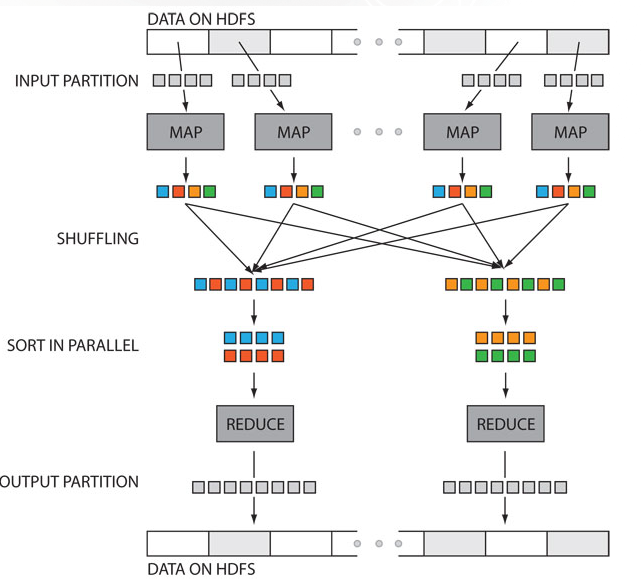 DATA ON HDFS
INPUT PARTITION
MAP
MAP
MAP
MAP
SHUFFLING
SORT IN PARALLEL
REDUCE
REDUCE
OUTPUT PARTITION
DATA ON HDFS